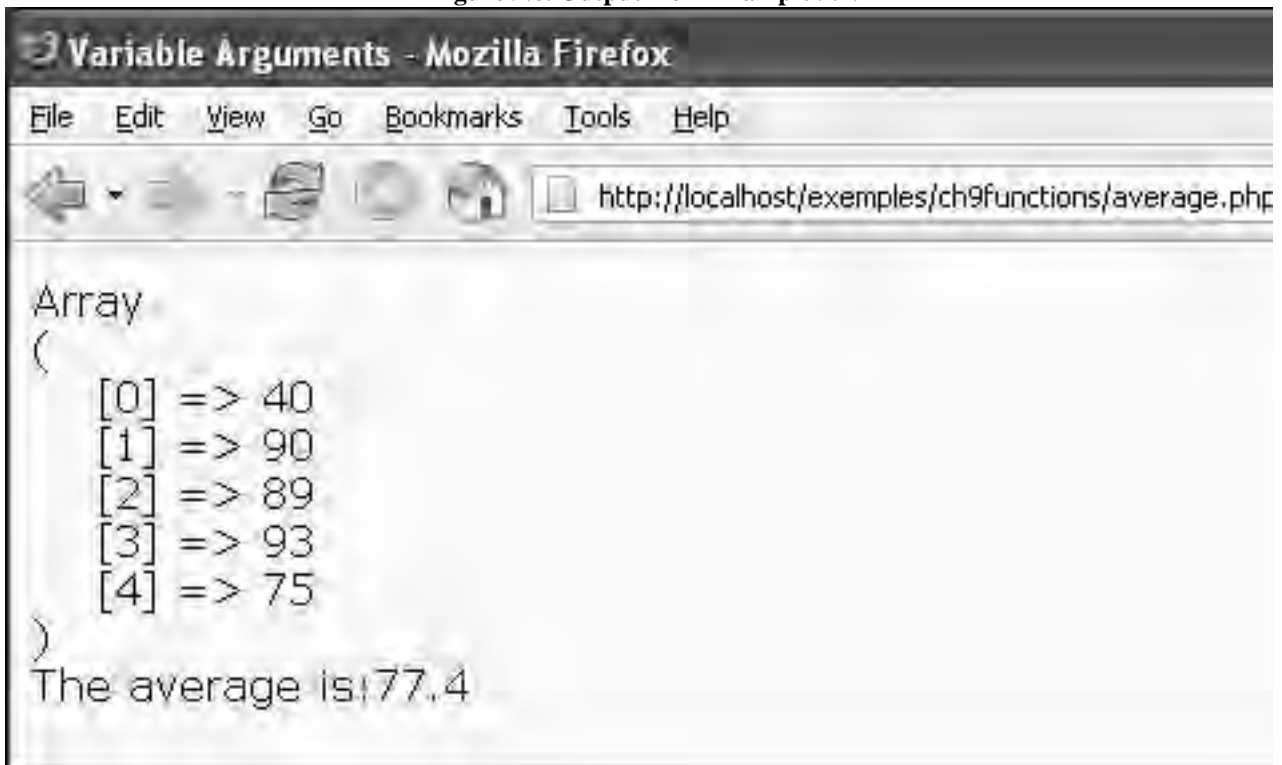 Variable Arguments - Mozilla Firefox
File Edit View Go Bookmarks Tools Help
http://localhost/exemples/ch9functions/average.php
Array
(
[0] => 40
[1] => 90
[2] => 89
[3] => 93
[4] => 75
)
The average is:77.4